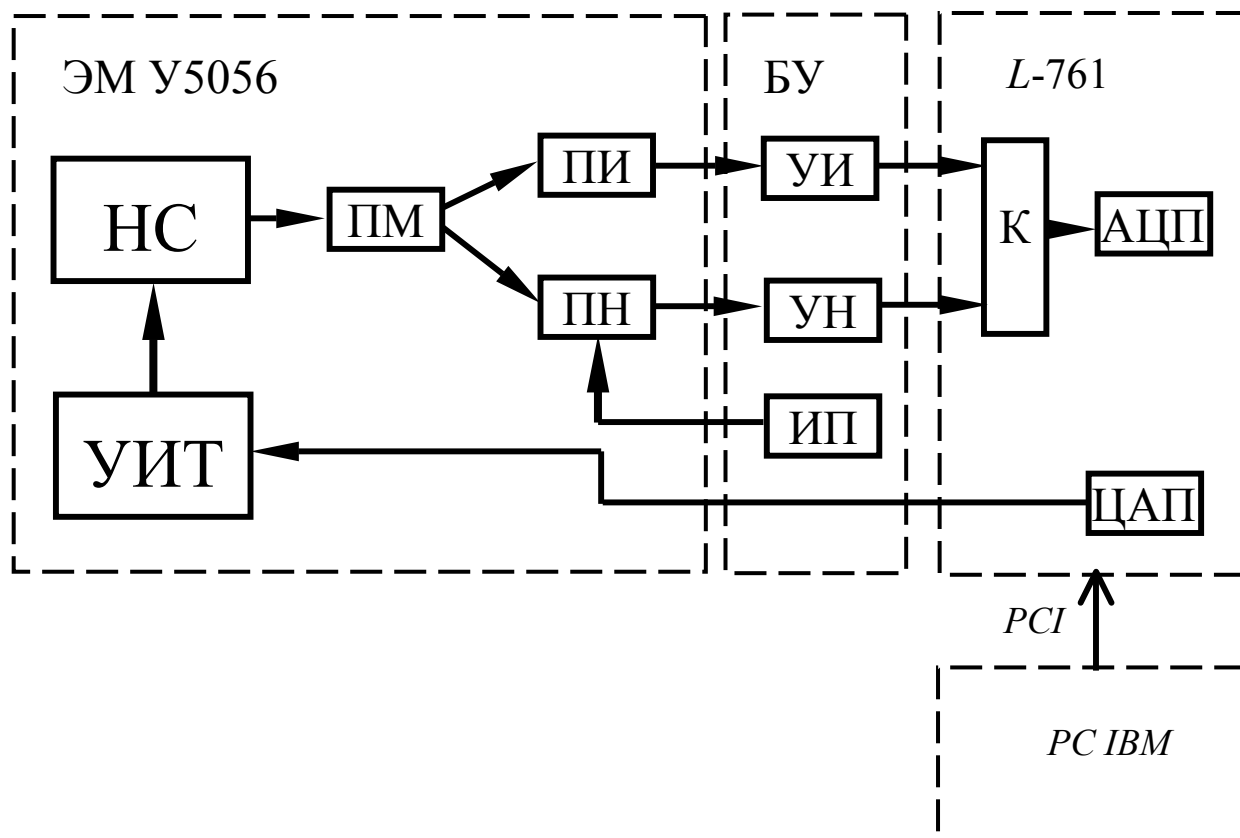 ЭМ У5056
БУ
L-761
ПИ
УИ
НС
ПМ
К
АЦП
ПН
УН
ИП
УИТ
ЦАП
PCI
PC IBM